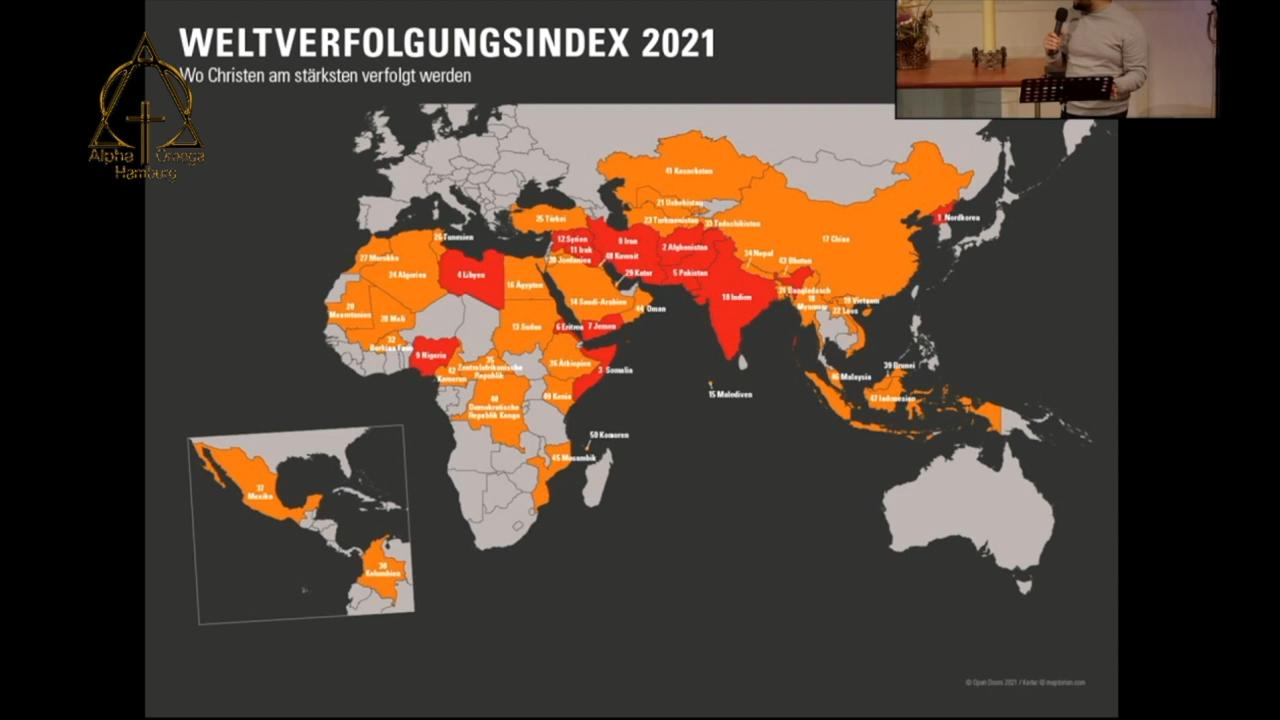 WELTVERFOLGUNGSINDEX 2021
Wo Christen am stärksten verfolgt werden
Alpha Omega
Hamburg
41 Kasachstan
21 Usbekistan
23 Turkmenistan
33 Tadschikistan
1 Nordkorea
25 Türkei
12 Syrien
11 Irak
8 Iran
2 Afghanistan
17 China
26 Tunesien
27 Marokko
38 Jordanien
48 Kuwait
34 Nepal
43 Bhutan
24 Algerien
4 Libyen
16 Ägypten
29 Katar
5 Pakistan
10 Indien
31 Bangladesch
18
Myanmar
19 Vietnam
22 Laos
14 Saudi-Arabien
44 Oman
20
Mauretanien
28 Mali
13 Sudan
6 Eritrea
7 Jemen
32
Burkina Faso
9 Nigeria
42
Kamerun
35
Zentralafrikanische
Republik
36 Äthiopien
3 Somalia
39 Brunei
46 Malaysia
15 Malediven
47 Indonesien
40
Demokratische
Republik Kongo
49 Kenia
50 Komoren
45 Mosambik
37
Mexiko
30
Kolumbien
© Open Doors 2021 / Karte: © maptorian.com